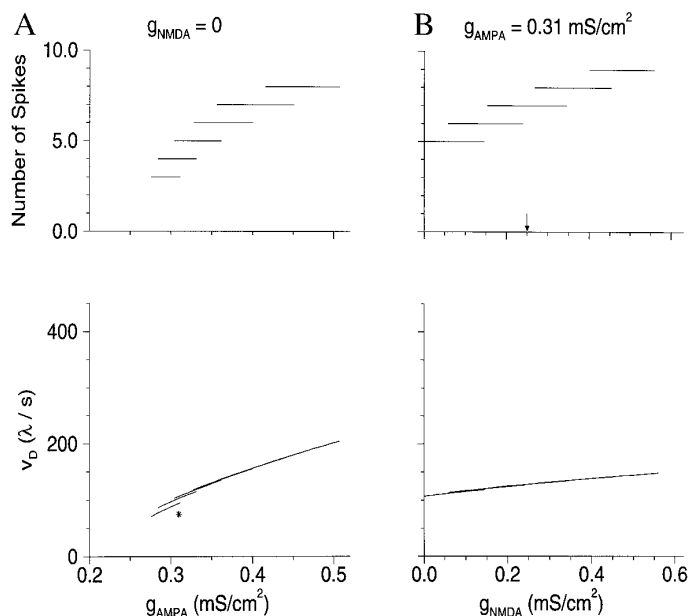 A
g_NMDA = 0
B
g_AMPA = 0.31 mS/cm²
Number of Spikes
10.0
5.0
0.0
v_D (λ / s)
400
200
0
*
0.2
0.3
0.4
0.5
g_AMPA (mS/cm²)
0.0
0.2
0.4
0.6
g_NMDA (mS/cm²)